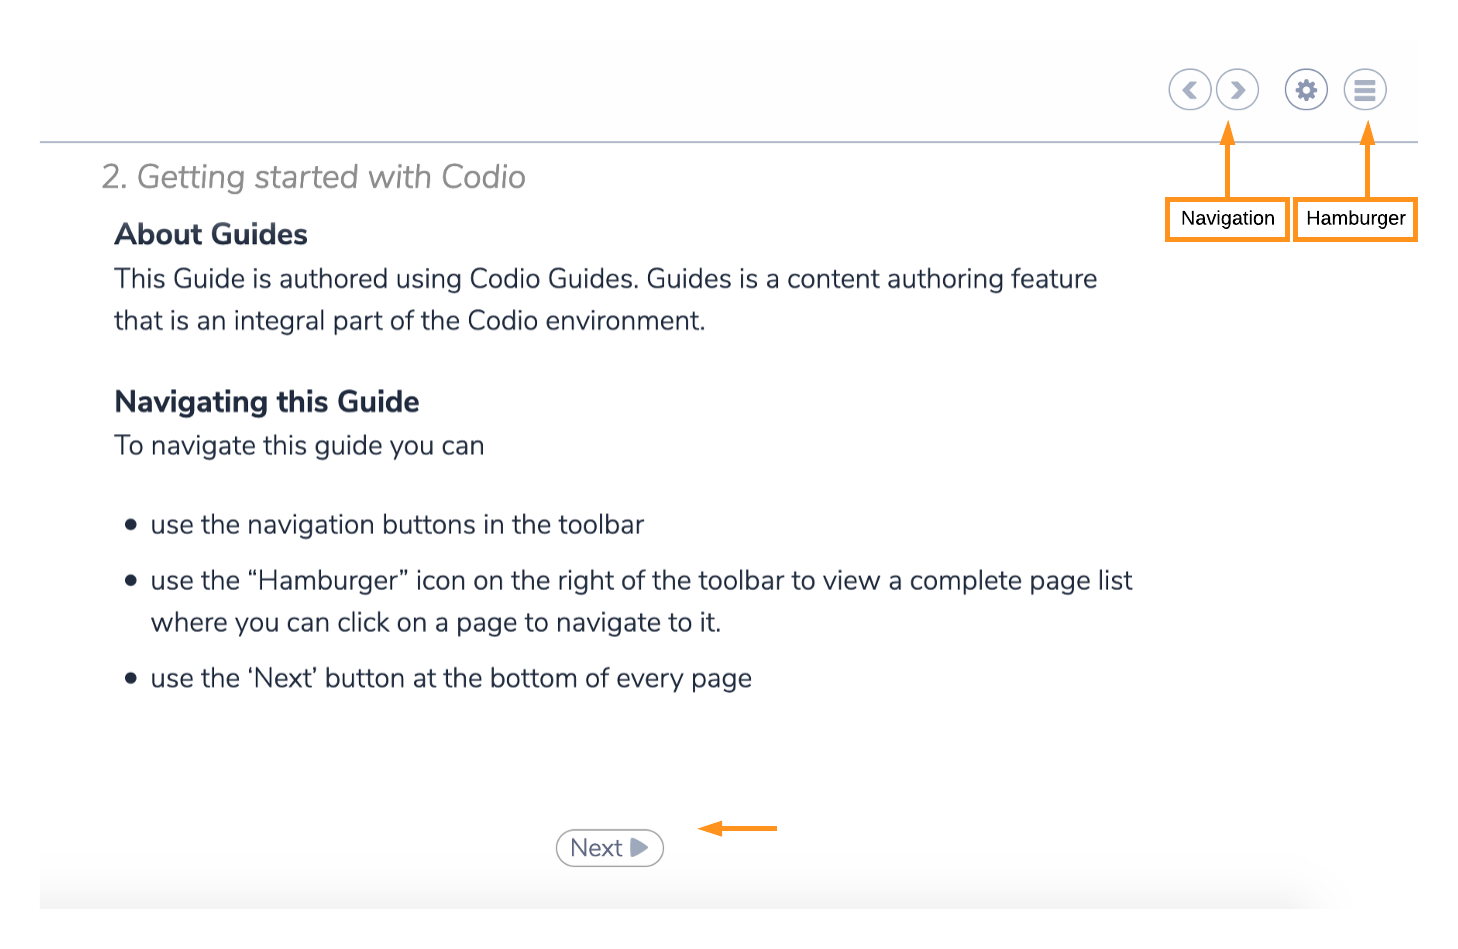 2. Getting started with Codio
Navigation
Hamburger
About Guides
This Guide is authored using Codio Guides. Guides is a content authoring feature
that is an integral part of the Codio environment.
Navigating this Guide
To navigate this guide you can
• use the navigation buttons in the toolbar
• use the “Hamburger” icon on the right of the toolbar to view a complete page list
where you can click on a page to navigate to it.
• use the ‘Next’ button at the bottom of every page
Next